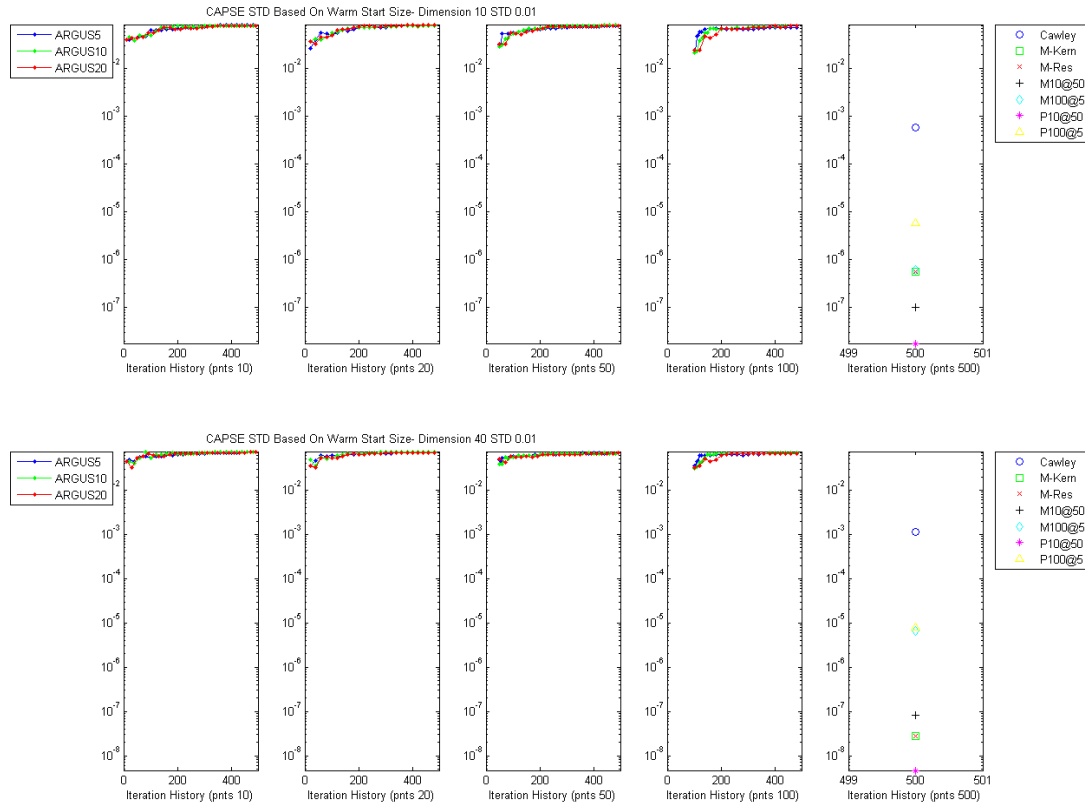 CAPSE STD Based On Warm Start Size- Dimension 10 STD 0.01
ARGUS5
ARGUS10
ARGUS20
10^-2
10^-3
10^-4
10^-5
10^-6
10^-7
0 200 400
Iteration History (pnts 10)
10^-2
10^-3
10^-4
10^-5
10^-6
10^-7
0 200 400
Iteration History (pnts 20)
10^-2
10^-3
10^-4
10^-5
10^-6
10^-7
0 200 400
Iteration History (pnts 50)
10^-2
10^-3
10^-4
10^-5
10^-6
10^-7
0 200 400
Iteration History (pnts 100)
10^-2
10^-3
10^-4
10^-5
10^-6
10^-7
499 500 501
Iteration History (pnts 500)
Cawley
M-Kern
M-Res
M10@50
M100@5
P10@50
P100@5
CAPSE STD Based On Warm Start Size- Dimension 40 STD 0.01
ARGUS5
ARGUS10
ARGUS20
10^-2
10^-3
10^-4
10^-5
10^-6
10^-7
10^-8
0 200 400
Iteration History (pnts 10)
10^-2
10^-3
10^-4
10^-5
10^-6
10^-7
10^-8
0 200 400
Iteration History (pnts 20)
10^-2
10^-3
10^-4
10^-5
10^-6
10^-7
10^-8
0 200 400
Iteration History (pnts 50)
10^-2
10^-3
10^-4
10^-5
10^-6
10^-7
10^-8
0 200 400
Iteration History (pnts 100)
10^-2
10^-3
10^-4
10^-5
10^-6
10^-7
10^-8
499 500 501
Iteration History (pnts 500)
Cawley
M-Kern
M-Res
M10@50
M100@5
P10@50
P100@5